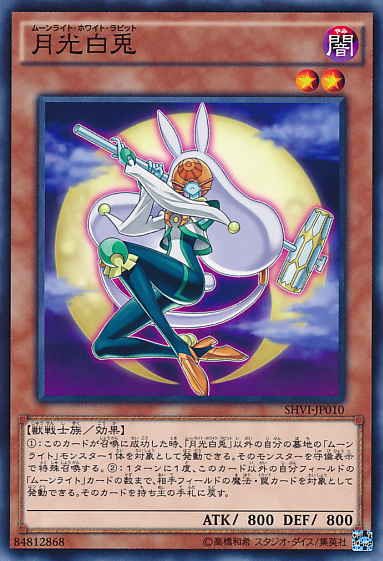 ムーンライト・ホワイト・ラビット
月光白兎
やみ
闇
SHVI-JP010
【獣戦士族/効果】
①:このカードが召喚に成功した時、「月光白兎」以外の自分の墓地の「ムーン
ライト」モンスター1体を対象として発動できる。そのモンスターを守備表示
で特殊召喚する。②:1ターンに1度、このカード以外の自分フィールドの
「ムーンライト」カードの数まで、相手フィールドの魔法・罠カードを対象として
発動できる。そのカードを持ち主の手札に戻す。
ATK/ 800 DEF/ 800
84812868
©高橋和希 スタジオ・ダイス/集英社